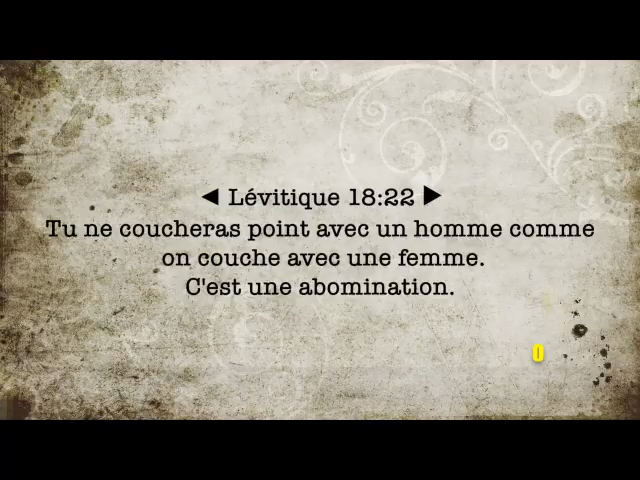 ◄ Lévitique 18:22 ►
Tu ne coucheras point avec un homme comme
on couche avec une femme.
C'est une abomination.
0